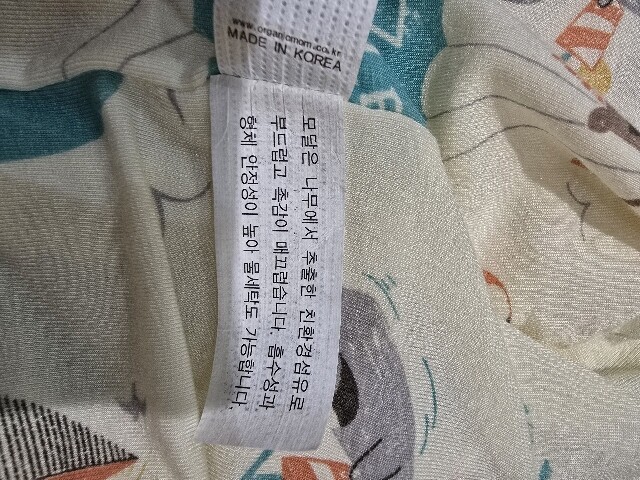 www.organicmom.co.kr
MADE IN KOREA
모달은 나무에서 추출한 친환경섬유로
부드럽고 촉감이 매끄럽습니다. 흡수성과
형체 안정성이 높아 물세탁도 가능합니다.